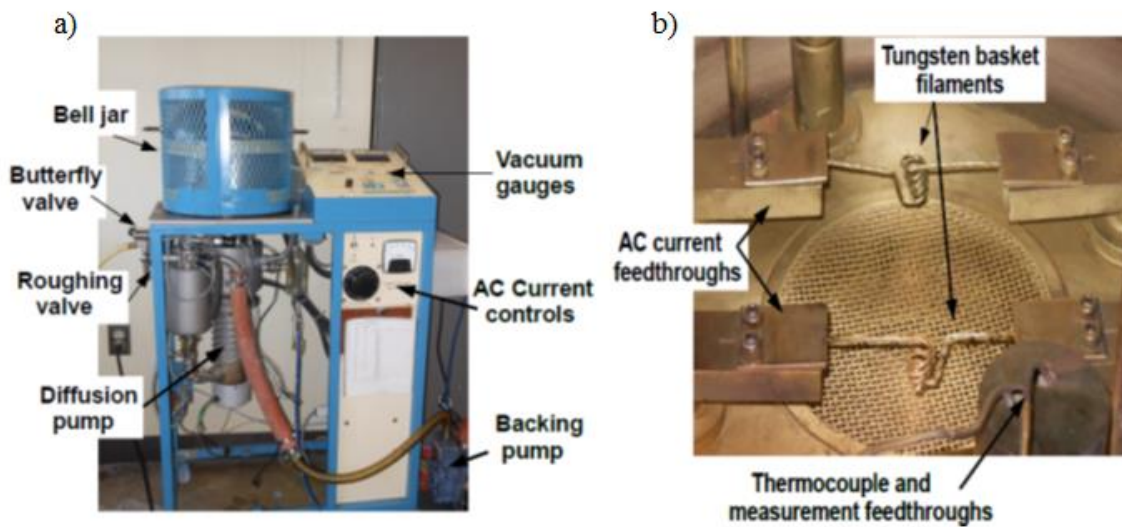 a)
Bell jar
Butterfly
valve
Roughing
valve
Diffusion
pump
Vacuum
gauges
AC Current
controls
Backing
pump
b)
Tungsten basket
filaments
AC current
feedthroughs
Thermocouple and
measurement feedthroughs